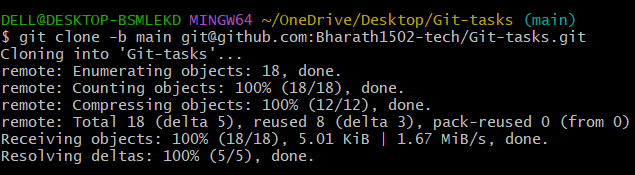 DELL@DESKTOP-BSMLEKD MINGW64 ~/OneDrive/Desktop/Git-tasks (main)
$ git clone -b main git@github.com:Bharath1502-tech/Git-tasks.git
Cloning into 'Git-tasks'...
remote: Enumerating objects: 18, done.
remote: Counting objects: 100% (18/18), done.
remote: Compressing objects: 100% (12/12), done.
remote: Total 18 (delta 5), reused 8 (delta 3), pack-reused 0 (from 0)
Receiving objects: 100% (18/18), 5.01 KiB | 1.67 MiB/s, done.
Resolving deltas: 100% (5/5), done.